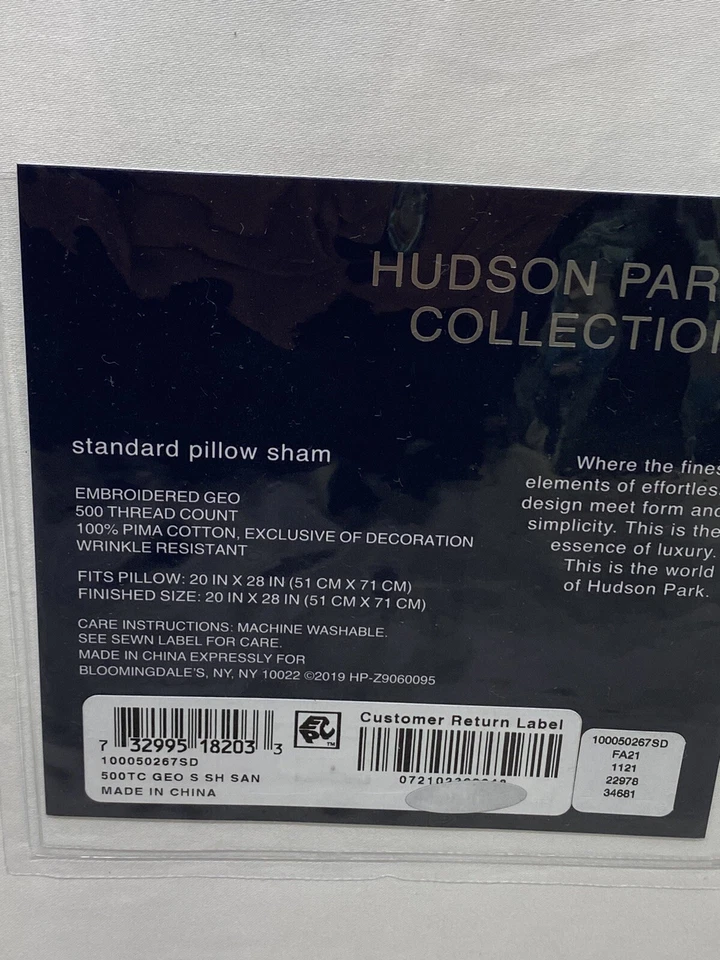 HUDSON PAR
COLLECTION
standard pillow sham
EMBROIDERED GEO
500 THREAD COUNT
100% PIMA COTTON, EXCLUSIVE OF DECORATION
WRINKLE RESISTANT
FITS PILLOW: 20 IN X 28 IN (51 CM X 71 CM)
FINISHED SIZE: 20 IN X 28 IN (51 CM X 71 CM)
CARE INSTRUCTIONS: MACHINE WASHABLE.
SEE SEWN LABEL FOR CARE.
MADE IN CHINA EXPRESSLY FOR
BLOOMINGDALE'S, NY, NY 10022 ©2019 HP-Z9060095
Where the fines
elements of effortles
design meet form and
simplicity. This is the
essence of luxury.
This is the world
of Hudson Park.
7 32995 18203 3
100050267SD
500TC GEO S SH SAN
MADE IN CHINA
EPC™
Customer Return Label
100050267SD
FA21
1121
22978
34681